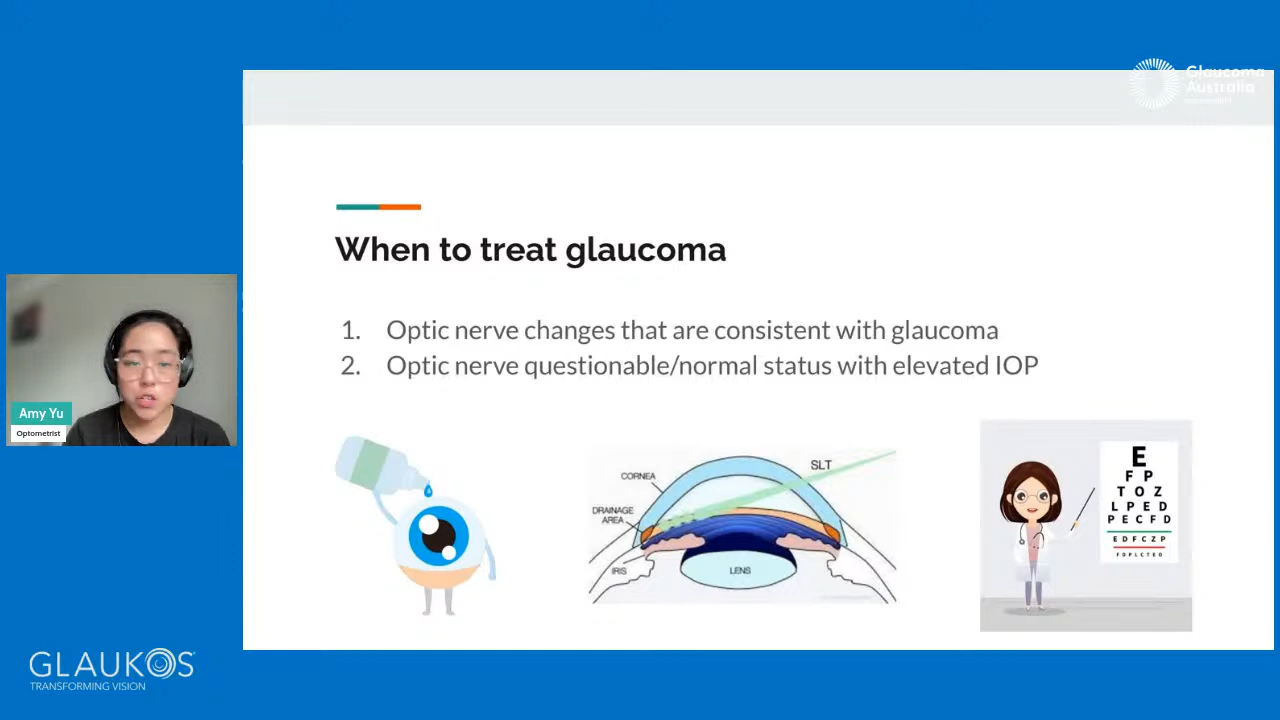 Glaucoma
Australia
When to treat glaucoma
1. Optic nerve changes that are consistent with glaucoma
2. Optic nerve questionable/normal status with elevated IOP
Amy Yu
Optometrist
SLT
CORNEA
DRAINAGE
AREA
IRIS
LENS
E
F P
T O Z
L P E D
P E C F D
E D F C Z P
F D P L C T E O
GLAUKOS
TRANSFORMING VISION